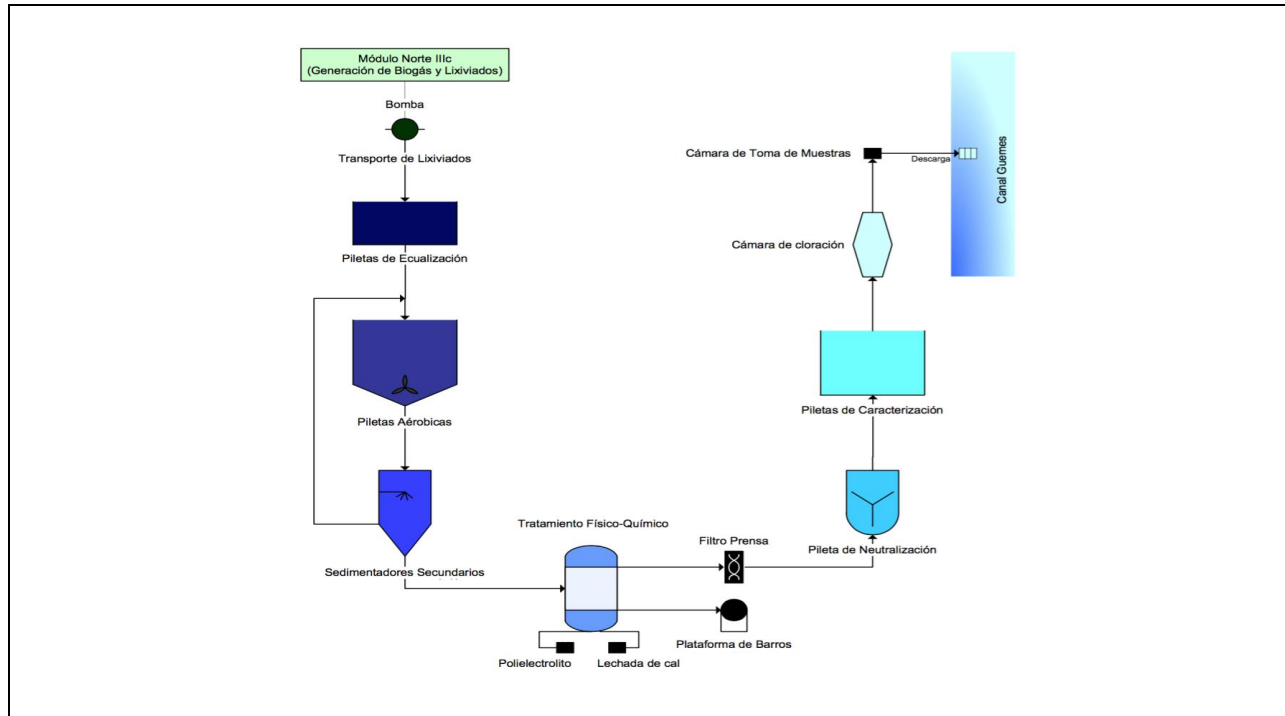 Módulo Norte IIIc
(Generación de Biogás y Lixiviados)
Bomba
Transporte de Lixiviados
Piletas de Ecualización
Piletas Aérobicas
Sedimentadores Secundarios
Tratamiento Físico-Químico
Polielectrolito
Lechada de cal
Filtro Prensa
Plataforma de Barros
Pileta de Neutralización
Piletas de Caracterización
Cámara de cloración
Cámara de Toma de Muestras
Descarga
Canal Guemes